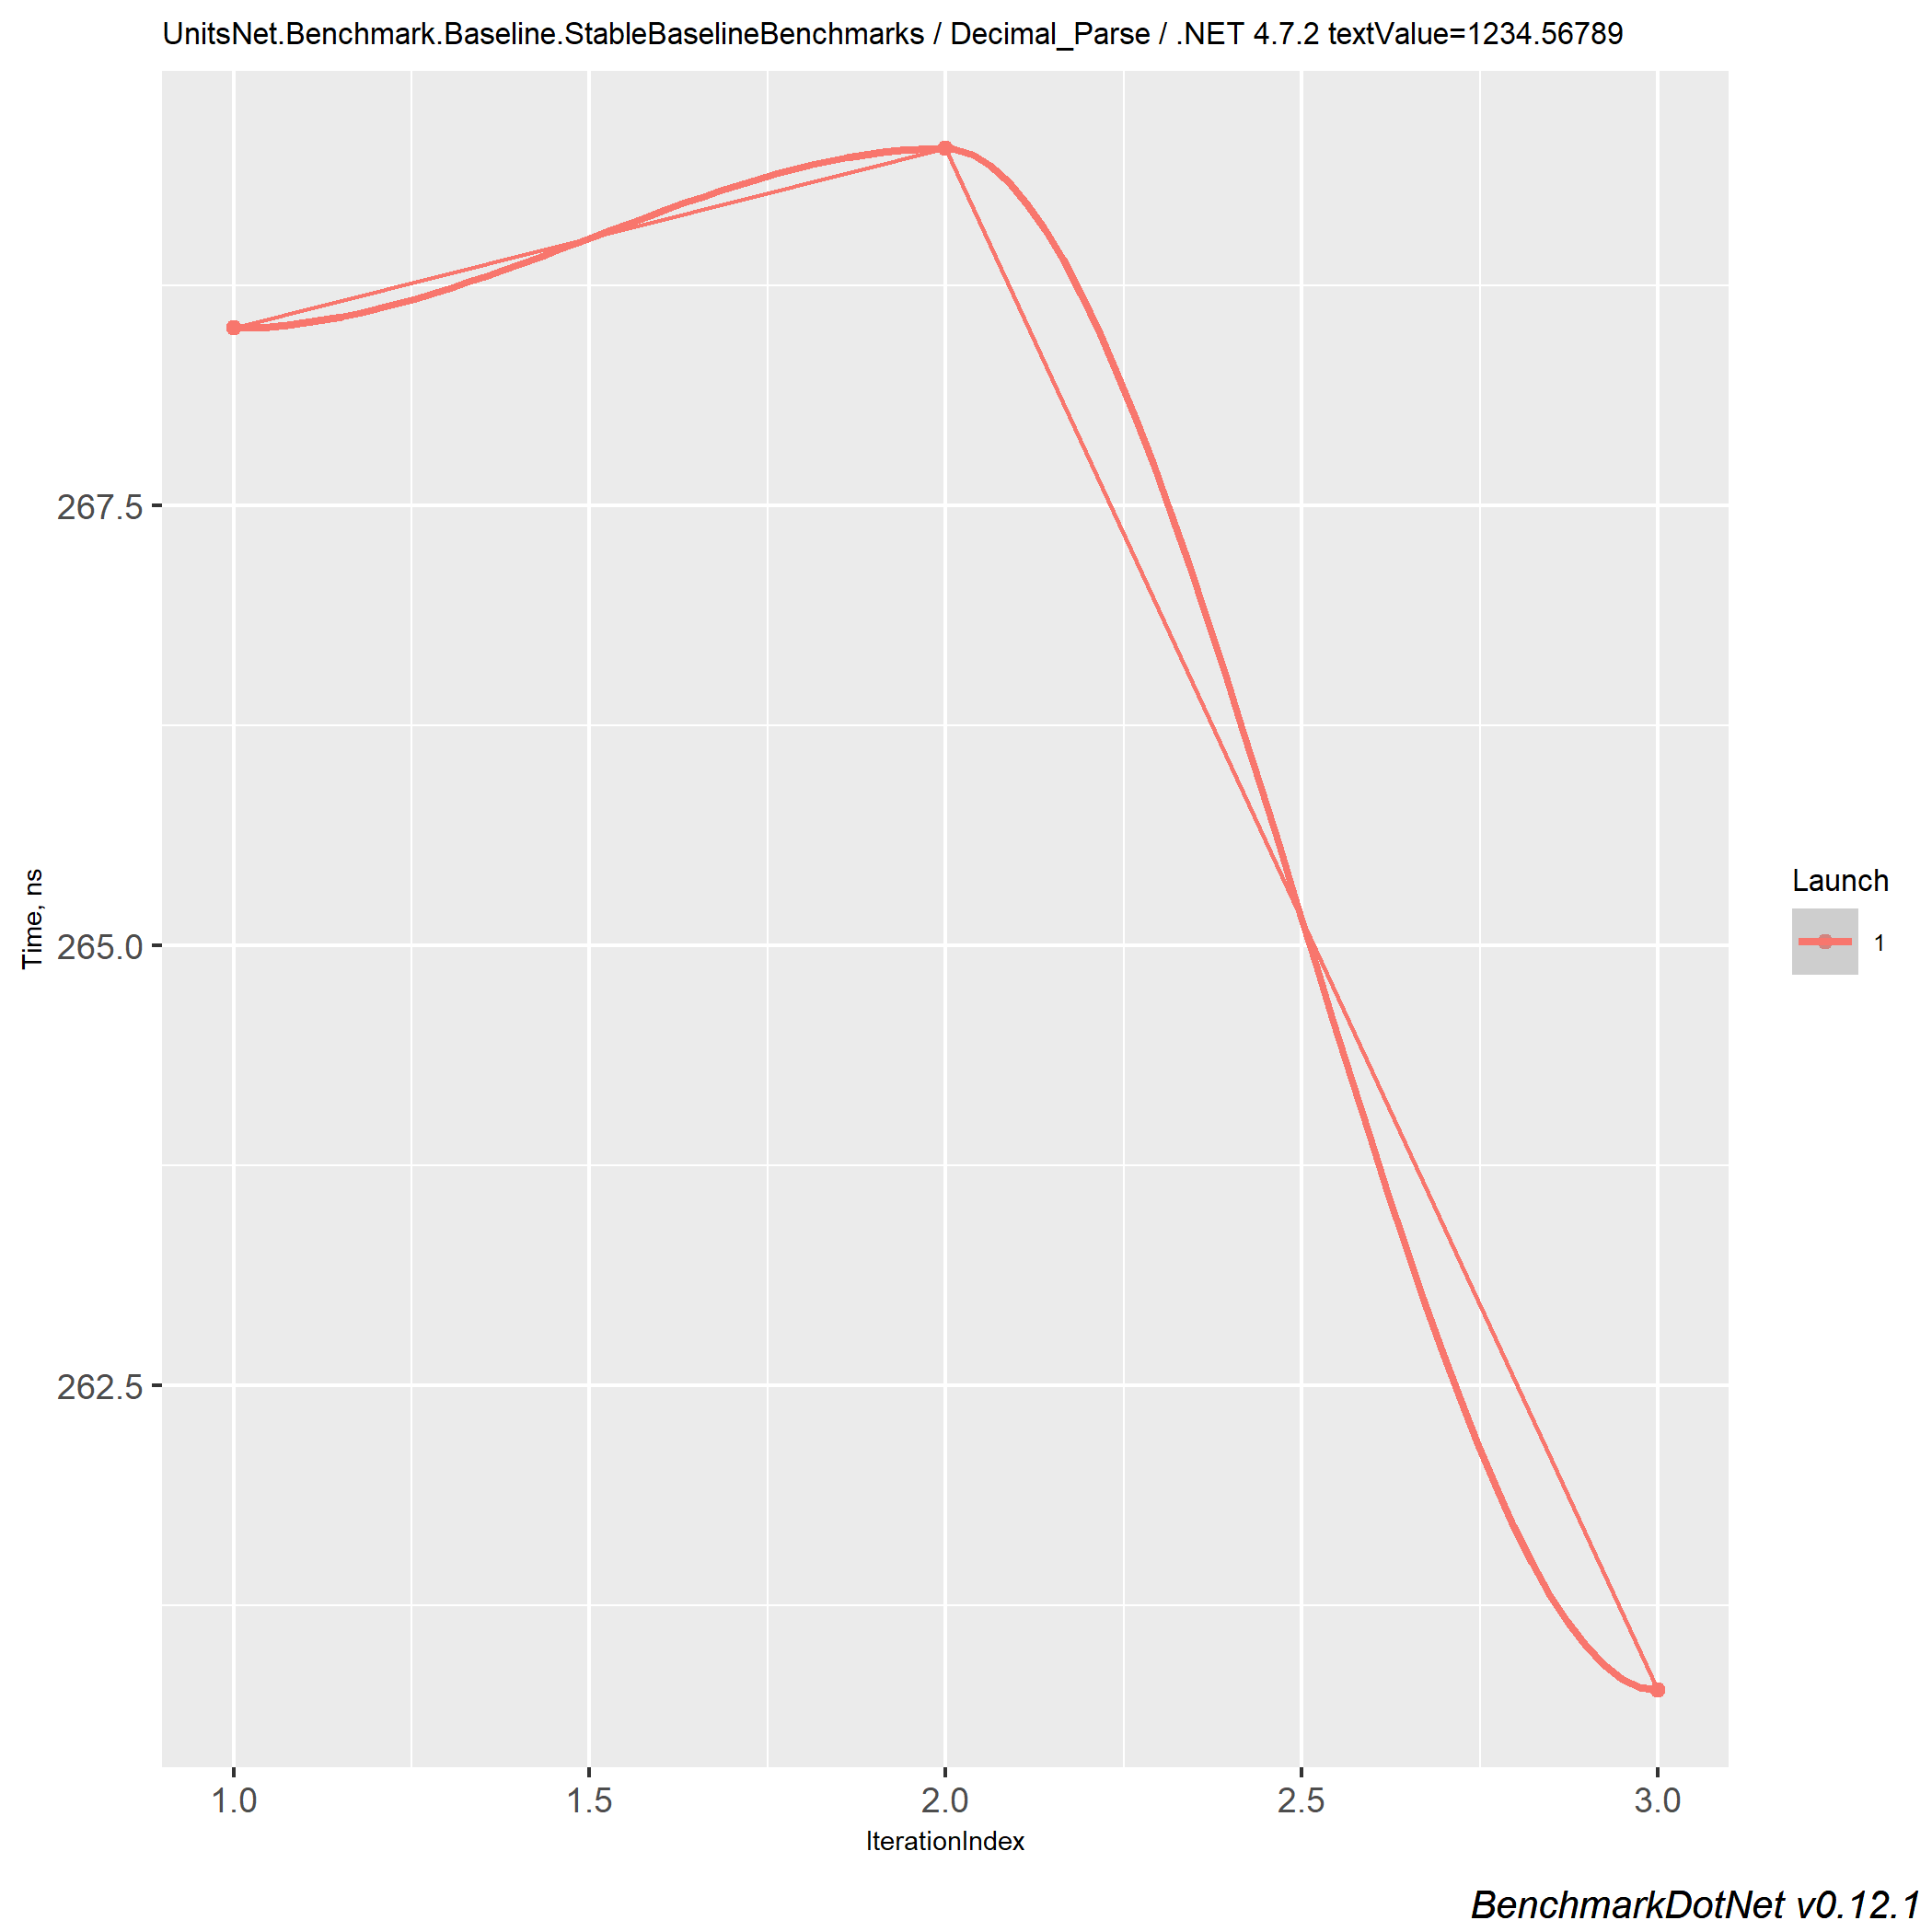 UnitsNet.Benchmark.Baseline.StableBaselineBenchmarks / Decimal_Parse / .NET 4.7.2 textValue=1234.56789
267.5
265.0
262.5
Time, ns
1.0 1.5 2.0 2.5 3.0
IterationIndex
Launch
1
BenchmarkDotNet v0.12.1